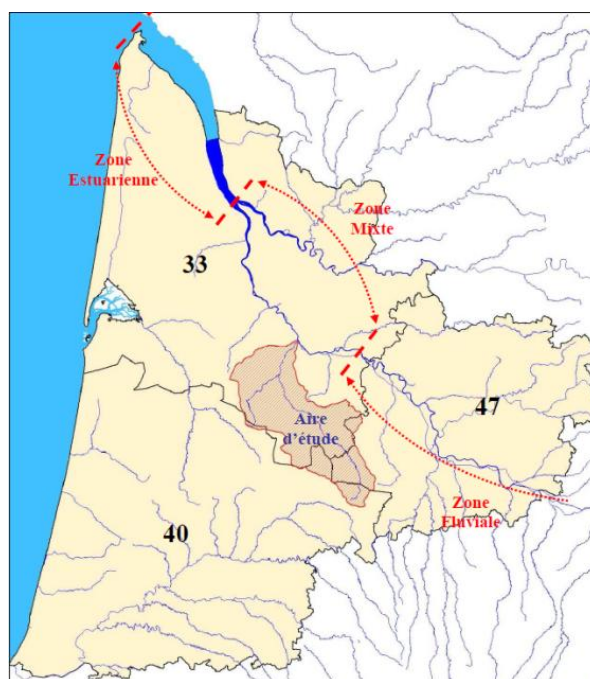 Zone
Estuarienne
Zone
Mixte
33
47
Aire
d'étude
Zone
Fluviale
40